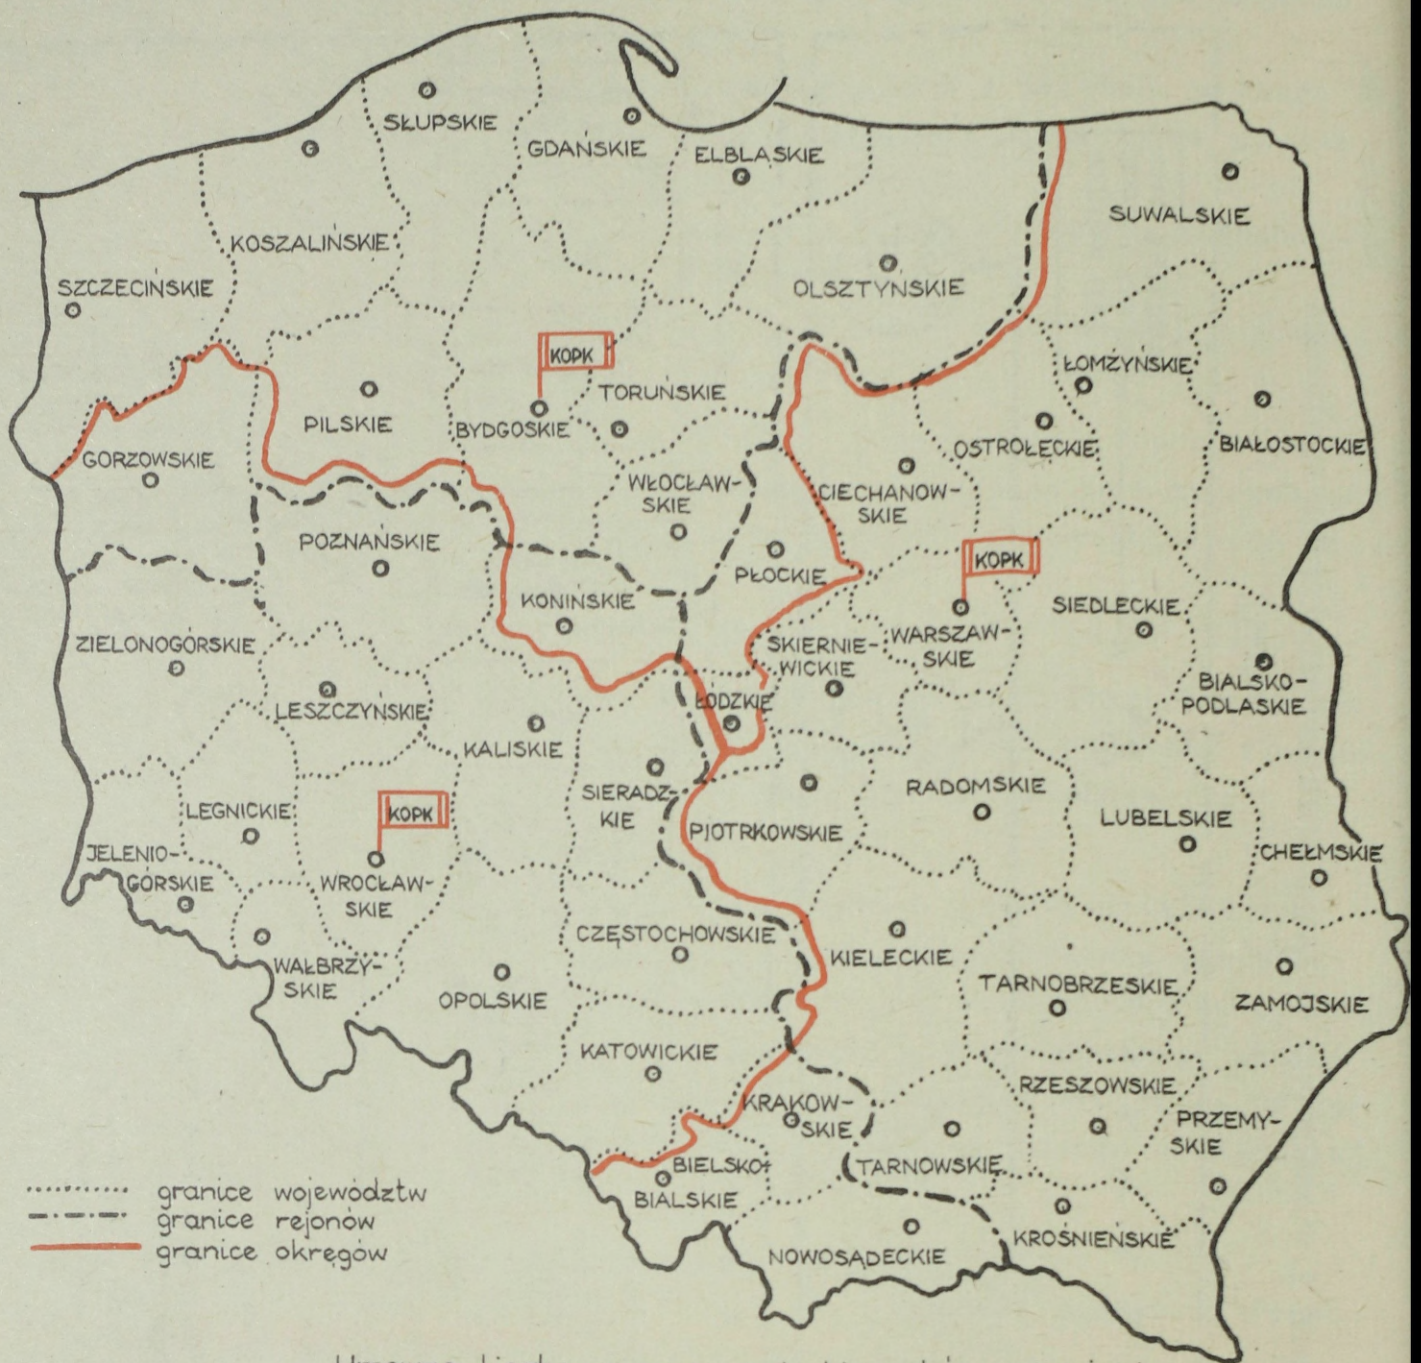 SŁUPSKIE
GDAŃSKIE
ELBLĄSKIE
SUWALSKIE
KOSZALIŃSKIE
SZCZECIŃSKIE
OLSZTYŃSKIE
KOPK
ŁOMŻYŃSKIE
TORUŃSKIE
PILSKIE
BYDGOSKIE
OSTROŁĘCKIE
BIAŁOSTOCKIE
GORZOWSKIE
WŁOCŁAW-
SKIE
CIECHANOW-
SKIE
POZNAŃSKIE
KOPK
PŁOCKIE
KONIŃSKIE
SIEDLECKIE
ZIELONOGÓRSKIE
SKIERNIE-
WICKIE
WARSZAW-
SKIE
BIALSKO-
PODLASKIE
LESZCZYŃSKIE
ŁÓDZKIE
KALISKIE
SIERADZ-
KIE
RADOMSKIE
LEGNICKIE
KOPK
PIOTRKOWSKIE
LUBELSKIE
JELENIO-
GÓRSKIE
CHEŁMSKIE
WROCŁAW-
SKIE
CZĘSTOCHOWSKIE
KIELECKIE
WAŁBRZY-
SKIE
OPOLSKIE
TARNOBRZESKIE
ZAMOJSKIE
KATOWICKIE
RZESZOWSKIE
KRAKOW-
SKIE
PRZEMY-
SKIE
BIELSKO-
BIALSKIE
TARNOWSKIE
KROŚNIEŃSKIE
NOWOSĄDECKIE
granice województw
granice rejonów
granice okręgów